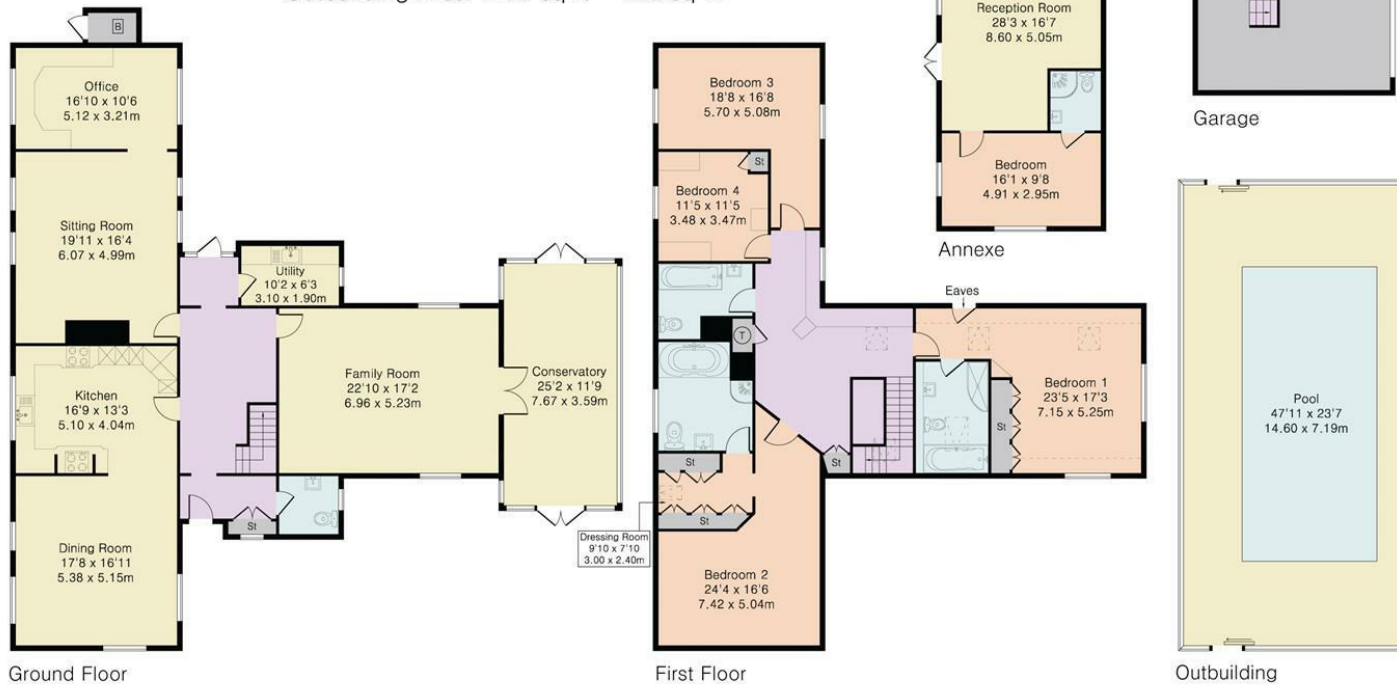 B
Office
16'10 x 10'6
5.12 x 3.21m
Sitting Room
19'11 x 16'4
6.07 x 4.99m
Utility
10'2 x 6'3
3.10 x 1.90m
Kitchen
16'9 x 13'3
5.10 x 4.04m
Family Room
22'10 x 17'2
6.96 x 5.23m
Conservatory
25'2 x 11'9
7.67 x 3.59m
St
Dining Room
17'8 x 16'11
5.38 x 5.15m
Ground Floor
Bedroom 3
18'8 x 16'8
5.70 x 5.08m
St
Bedroom 4
11'5 x 11'5
3.48 x 3.47m
T
Eaves
Bedroom 1
23'5 x 17'3
7.15 x 5.25m
St
St
St
St
Dressing Room
9'10 x 7'10
3.00 x 2.40m
Bedroom 2
24'4 x 16'6
7.42 x 5.04m
First Floor
Reception Room
28'3 x 16'7
8.60 x 5.05m
Bedroom
16'1 x 9'8
4.91 x 2.95m
Annexe
Garage
Pool
47'11 x 23'7
14.60 x 7.19m
Outbuilding